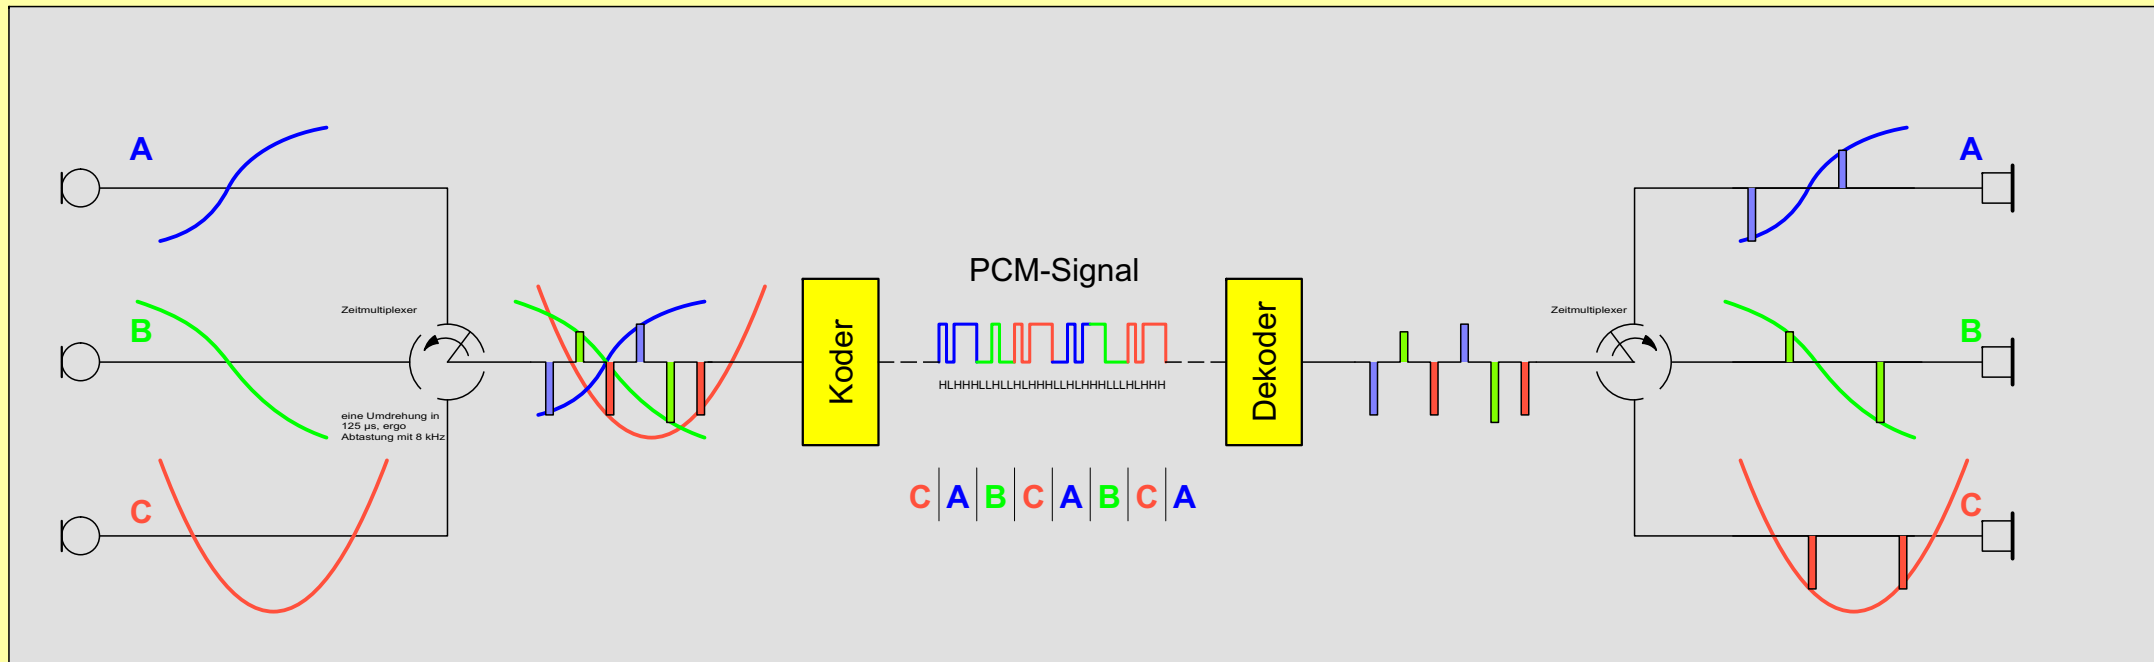 A
B
C
Zeitmultiplexer
eine Umdrehung in
125 µs, ergo
Abtastung mit 8 kHz
Koder
PCM-Signal
HLHHHLLHLLHLHHHLLHLHHHLLLHLHHH
C A B C A B C A
Dekoder
Zeitmultiplexer
A
B
C